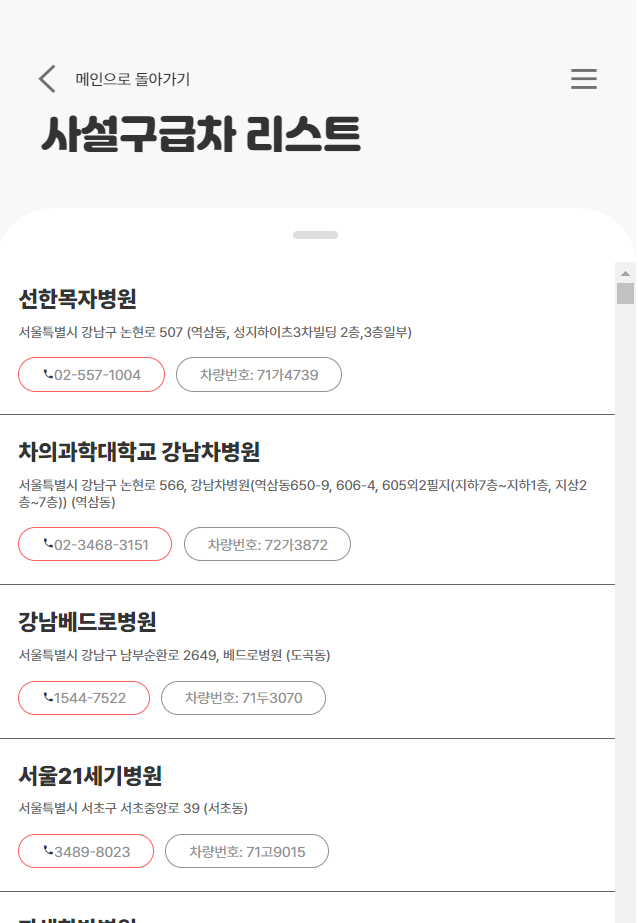 메인으로 돌아가기
사설구급차 리스트
선한목자병원
서울특별시 강남구 논현로 507 (역삼동, 성지하이츠3차빌딩 2층,3층일부)
02-557-1004 차량번호: 71가4739
차의과학대학교 강남차병원
서울특별시 강남구 논현로 566, 강남차병원(역삼동650-9, 606-4, 605외2필지(지하7층~지하1층, 지상2
층~7층)) (역삼동)
02-3468-3151 차량번호: 72가3872
강남베드로병원
서울특별시 강남구 남부순환로 2649, 베드로병원 (도곡동)
1544-7522 차량번호: 71두3070
서울21세기병원
서울특별시 서초구 서초중앙로 39 (서초동)
3489-8023 차량번호: 71고9015